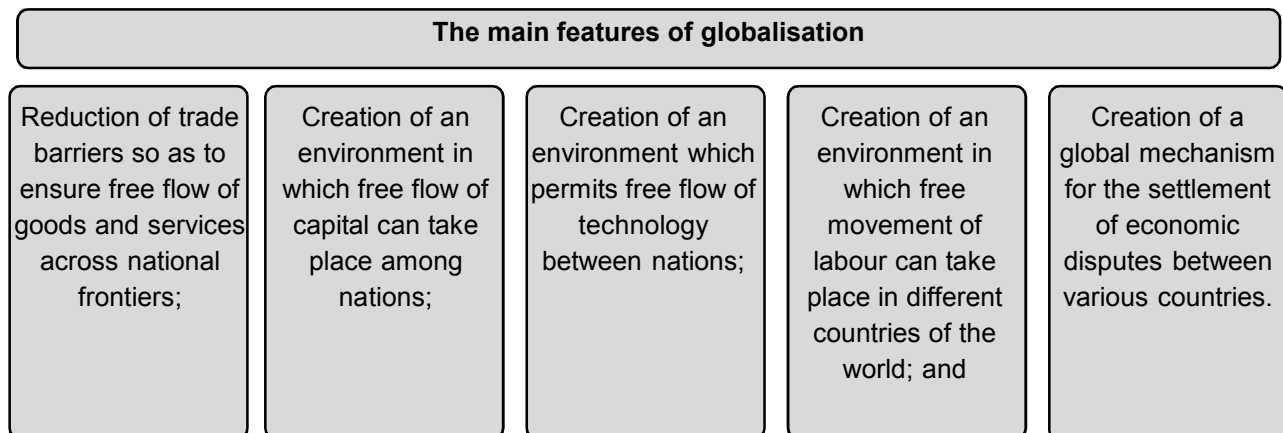 The main features of globalisation
Reduction of trade
barriers so as to
ensure free flow of
goods and services
across national
frontiers;
Creation of an
environment in
which free flow of
capital can take
place among
nations;
Creation of an
environment which
permits free flow of
technology
between nations;
Creation of an
environment in
which free
movement of
labour can take
place in different
countries of the
world; and
Creation of a
global mechanism
for the settlement
of economic
disputes between
various countries.